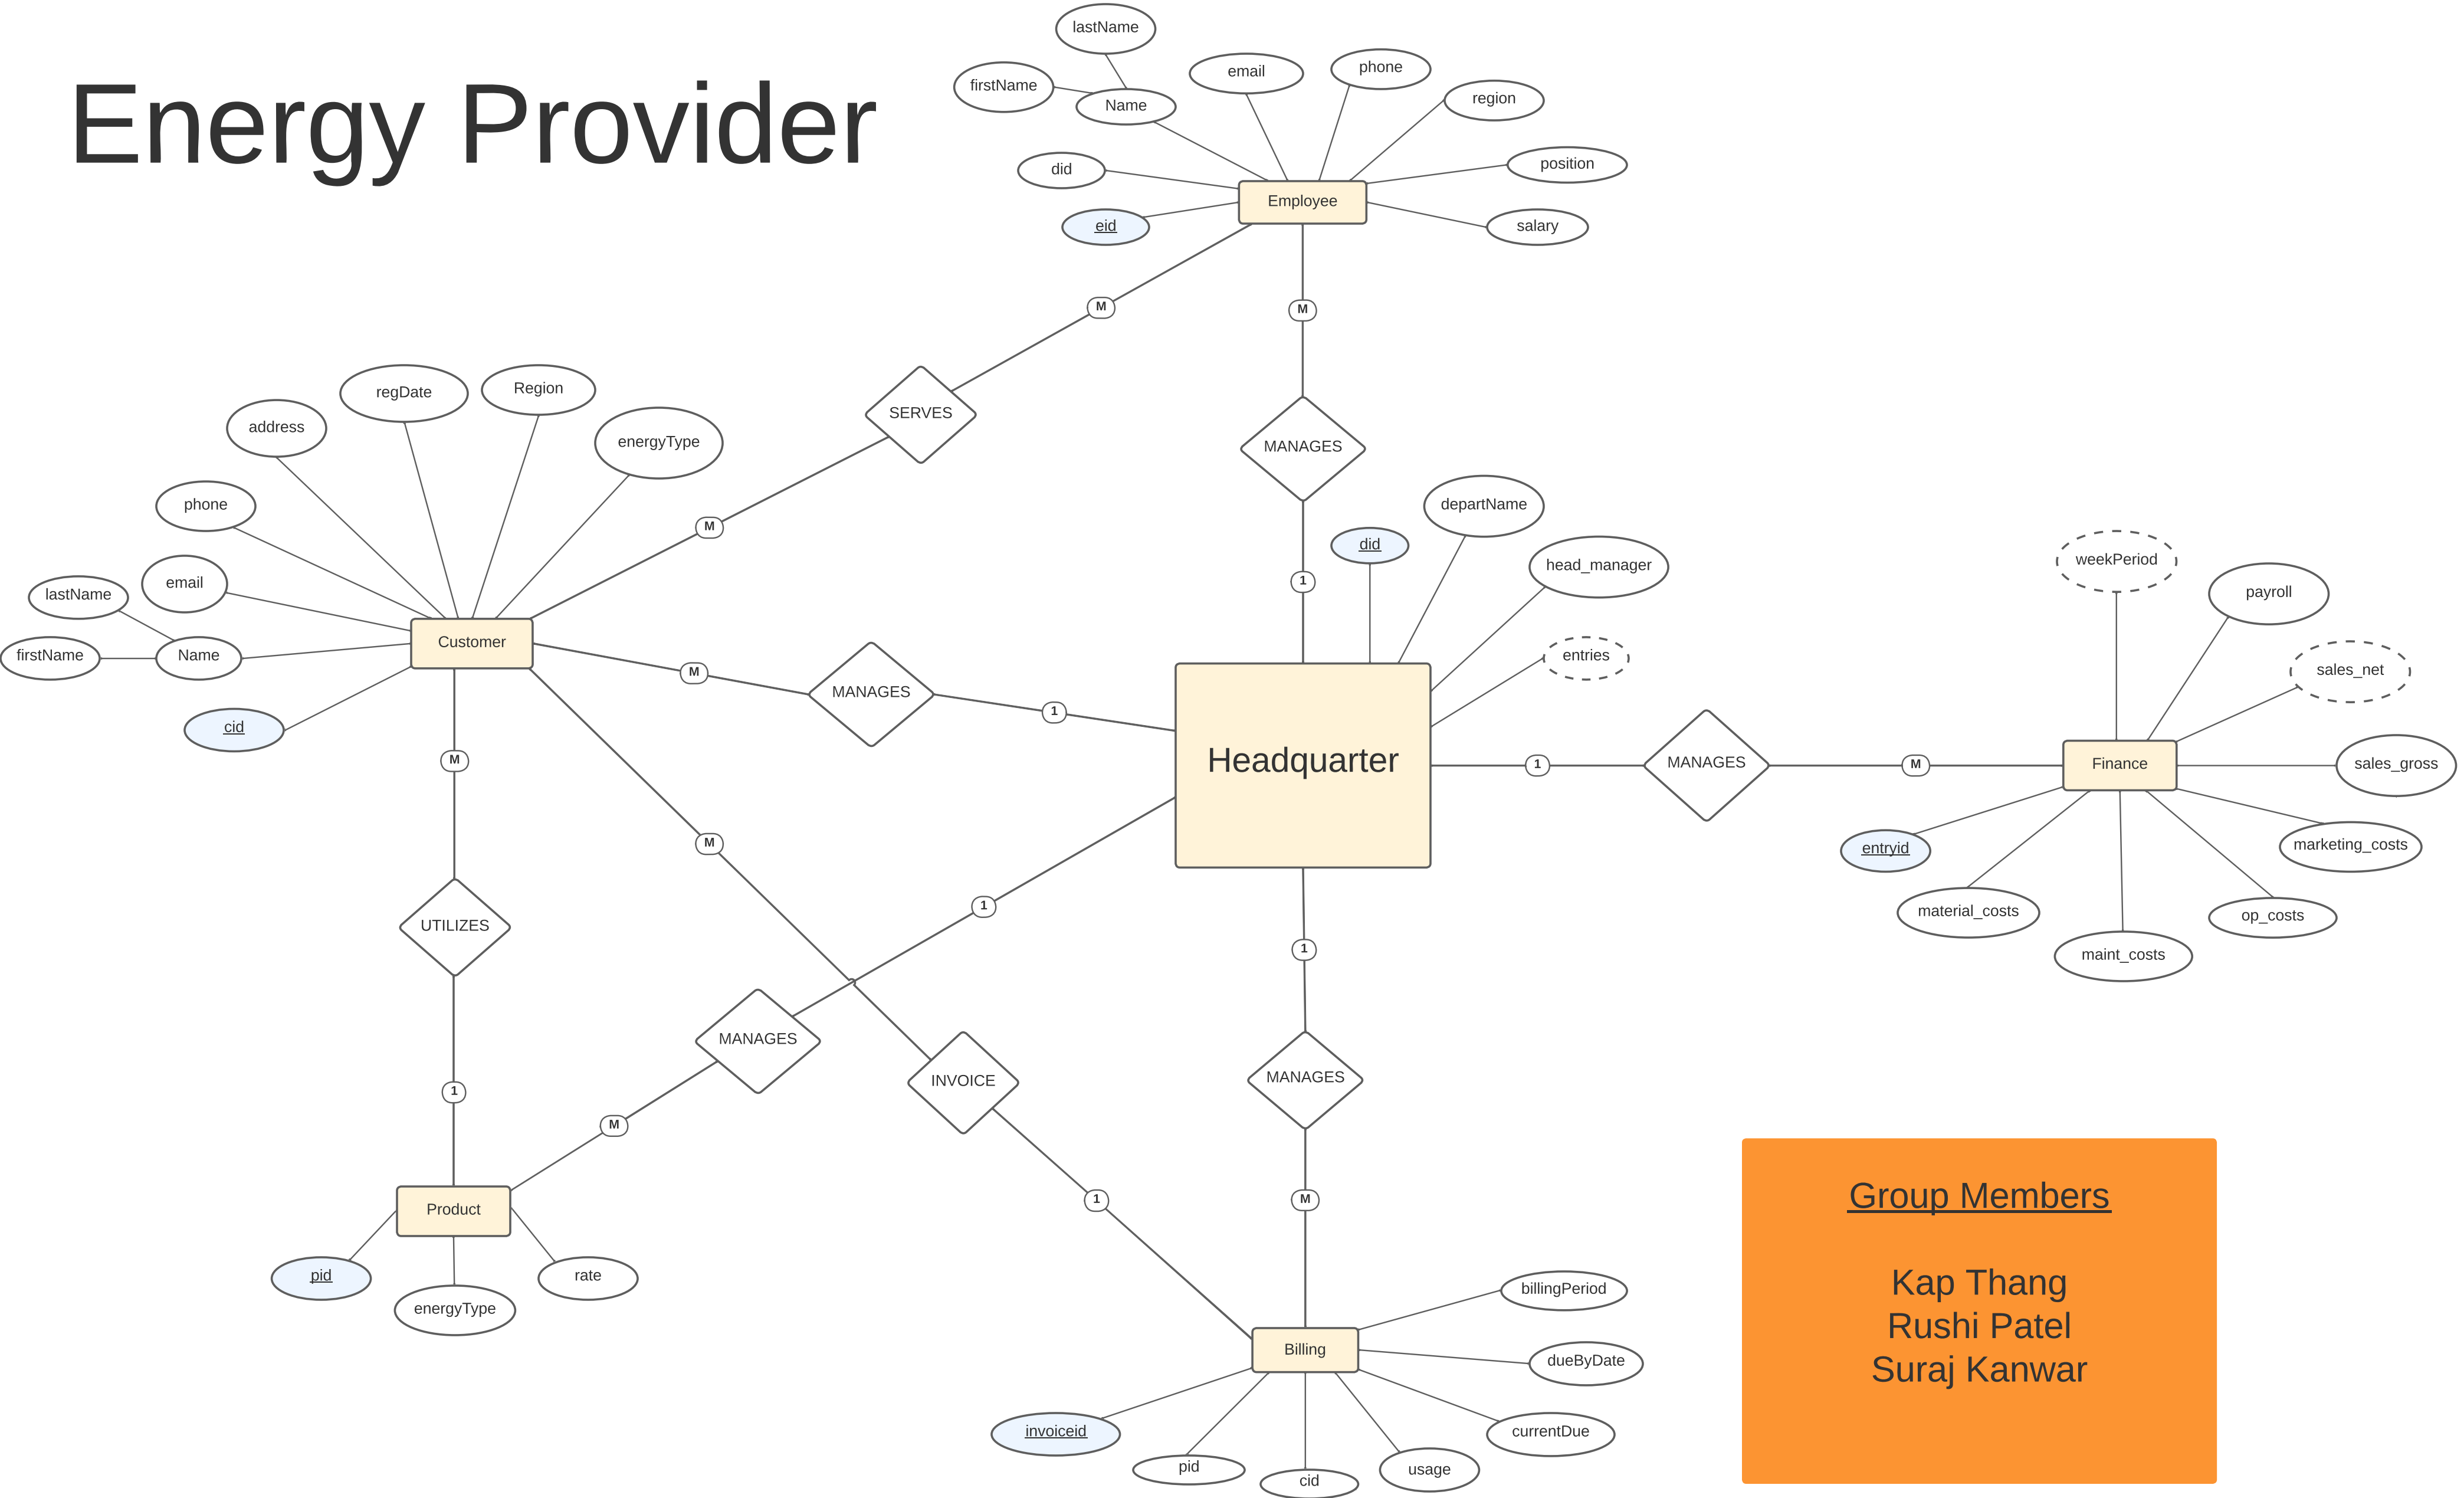 Energy Provider
lastName
firstName
Name
email
phone
region
did
position
eid
Employee
salary
M
M
regDate
Region
address
energyType
SERVES
MANAGES
phone
M
departName
did
head_manager
1
email
lastName
firstName
Name
Customer
cid
M
MANAGES
1
entries
weekPeriod
payroll
sales_net
Headquarter
1
MANAGES
M
Finance
sales_gross
M
M
entryid
marketing_costs
material_costs
op_costs
maint_costs
1
UTILIZES
1
MANAGES
INVOICE
MANAGES
1
M
1
M
Product
pid
energyType
rate
billingPeriod
Billing
dueByDate
invoiceid
pid
cid
usage
currentDue
Group Members
Kap Thang
Rushi Patel
Suraj Kanwar